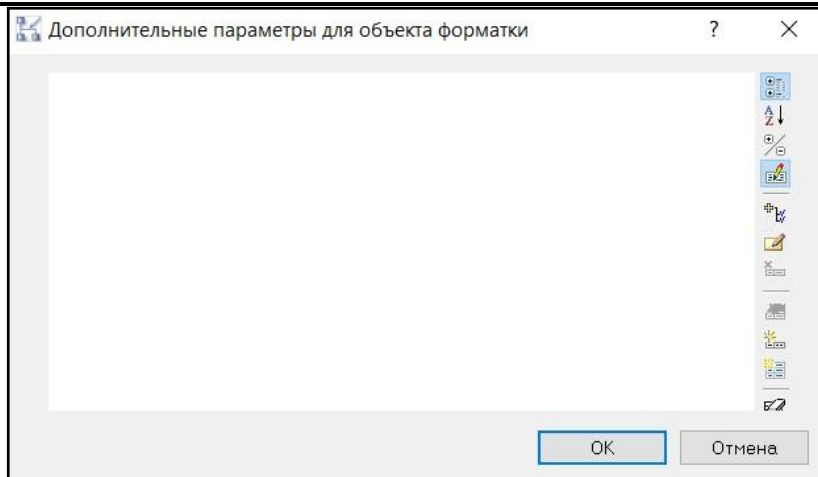 Дополнительные параметры для объекта форматки
?
A
Z
OK
Отмена